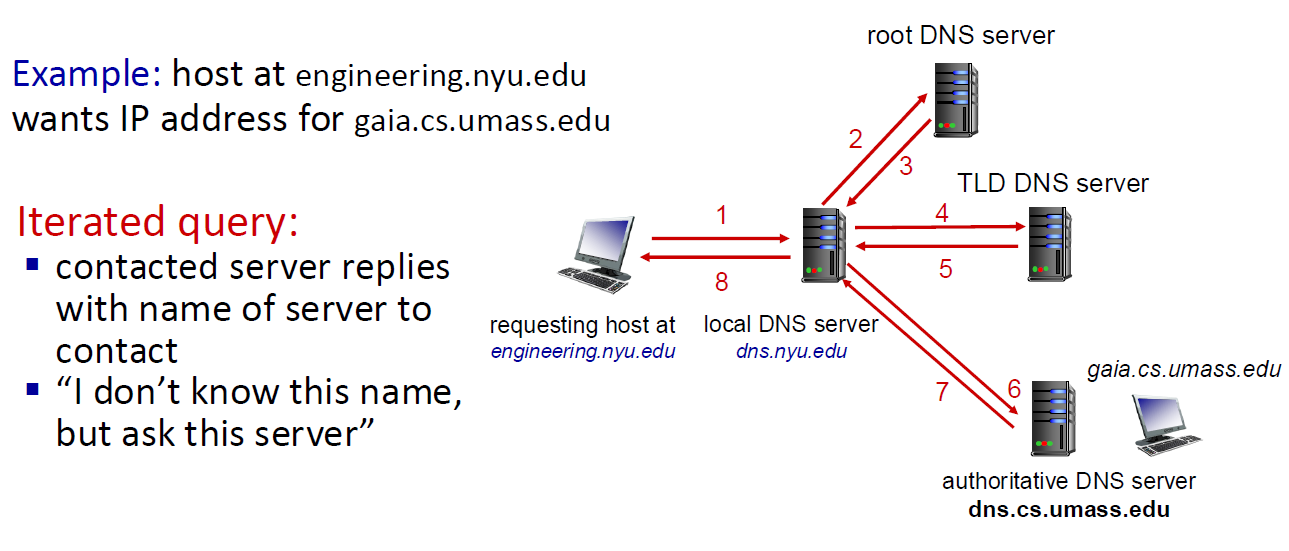 Example: host at engineering.nyu.edu
wants IP address for gaia.cs.umass.edu
Iterated query:
▪ contacted server replies
with name of server to
contact
▪ “I don’t know this name,
but ask this server”
root DNS server
2
3
TLD DNS server
1
4
5
8
requesting host at
engineering.nyu.edu
local DNS server
dns.nyu.edu
7
6
gaia.cs.umass.edu
authoritative DNS server
dns.cs.umass.edu